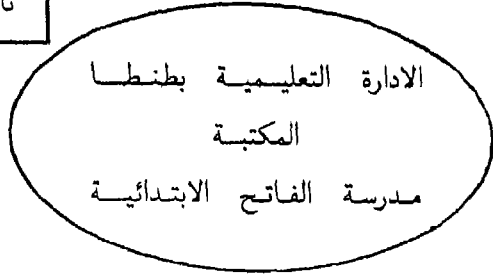 الادارة التعليمية بطنطا
المكتبة
مدرسة الفاتح الابتدائية